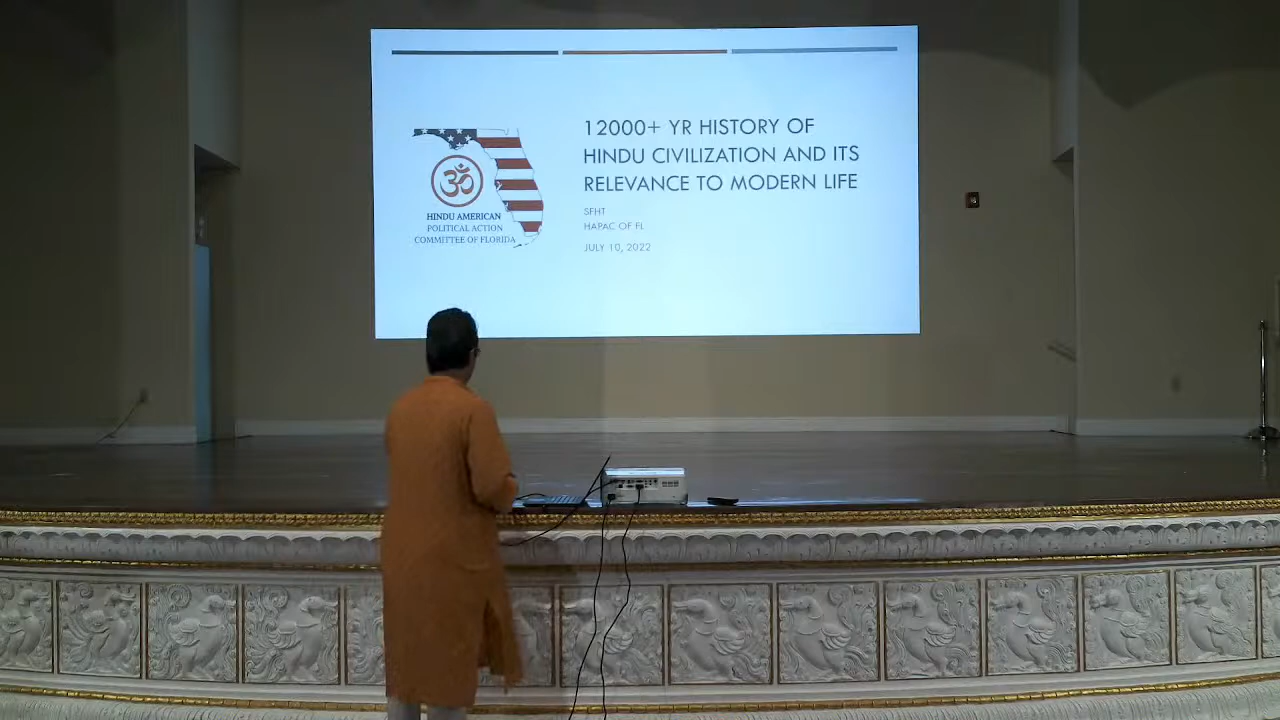 12000+ YR HISTORY OF
HINDU CIVILIZATION AND ITS
RELEVANCE TO MODERN LIFE
SFHT
HAPAC OF FL
JULY 10, 2022
ॐ
HINDU AMERICAN
POLITICAL ACTION
COMMITTEE OF FLORIDA